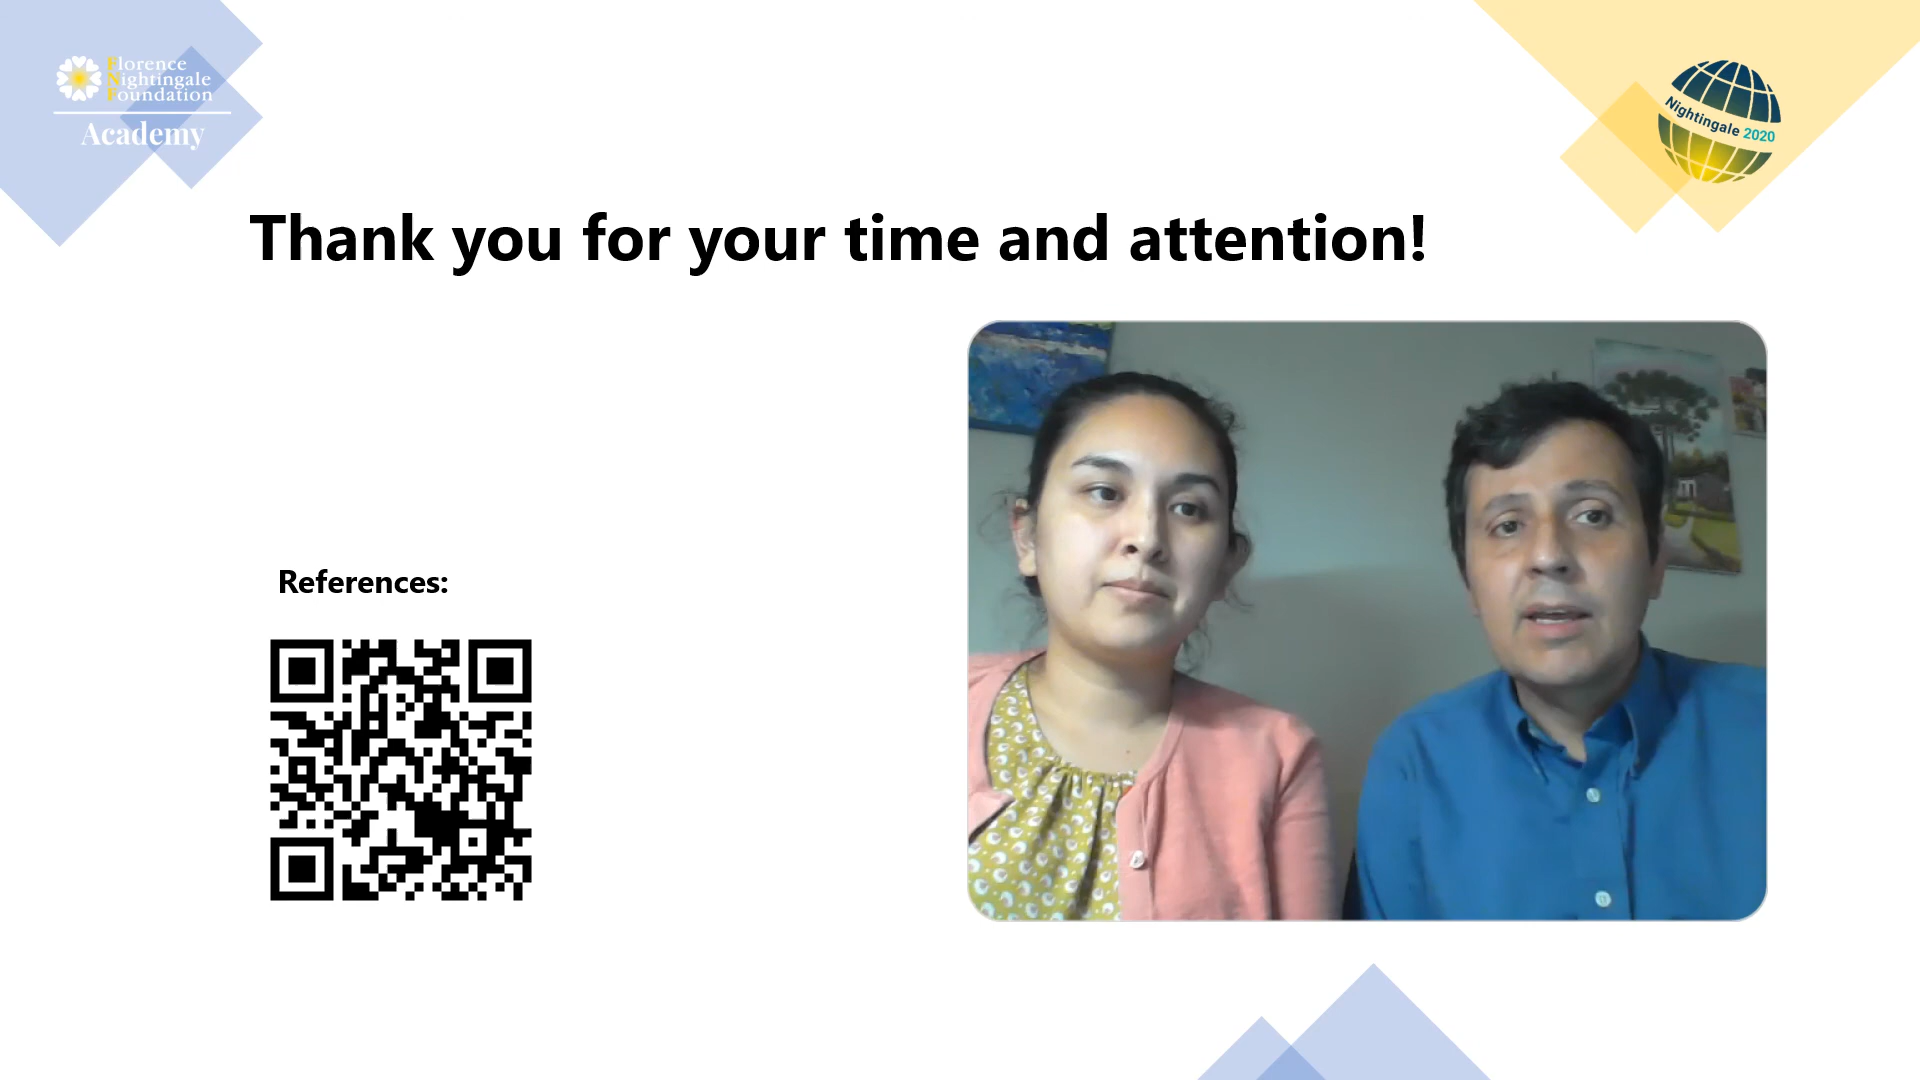 Florence
Nightingale
Foundation
Academy
Nightingale 2020
Thank you for your time and attention!
References: